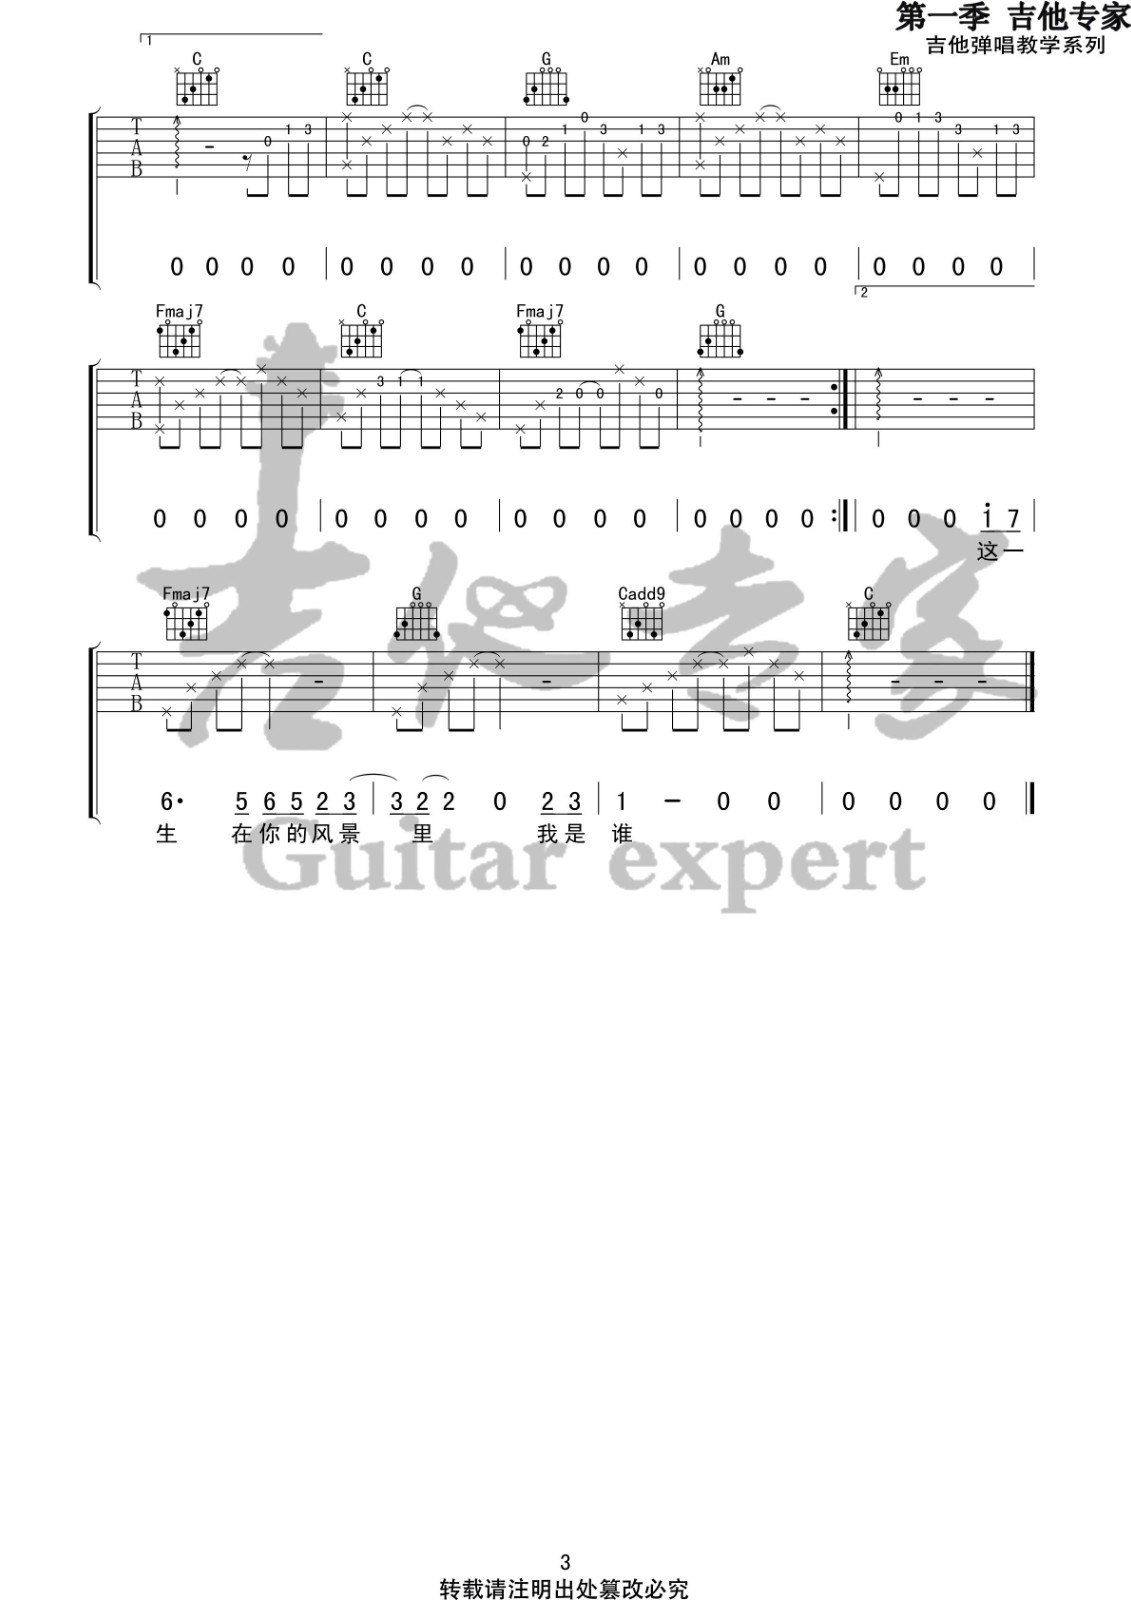 第一季 吉他专家
吉他弹唱教学系列
1
C C G Am Em
T A B 0 1 3 0 2 1 0 3 1 3 0 1 3 3 1 3
0 0 0 0 0 0 0 0 0 0 0 0 0 0 0 0 0 0 0 0
2
Fmaj7 C Fmaj7 G
T A B 3 1 1 2 0 0 0
0 0 0 0 0 0 0 0 0 0 0 0 0 0 0 0 0 0 0 1 7
这一
Fmaj7 G Cadd9 C
T A B
6· 5 6 5 2 3 3 2 2 0 2 3 1 - 0 0 0 0 0 0
生 在你的风景 里 我是 谁
吉他专家
Guitar expert
3
转载请注明出处篡改必究